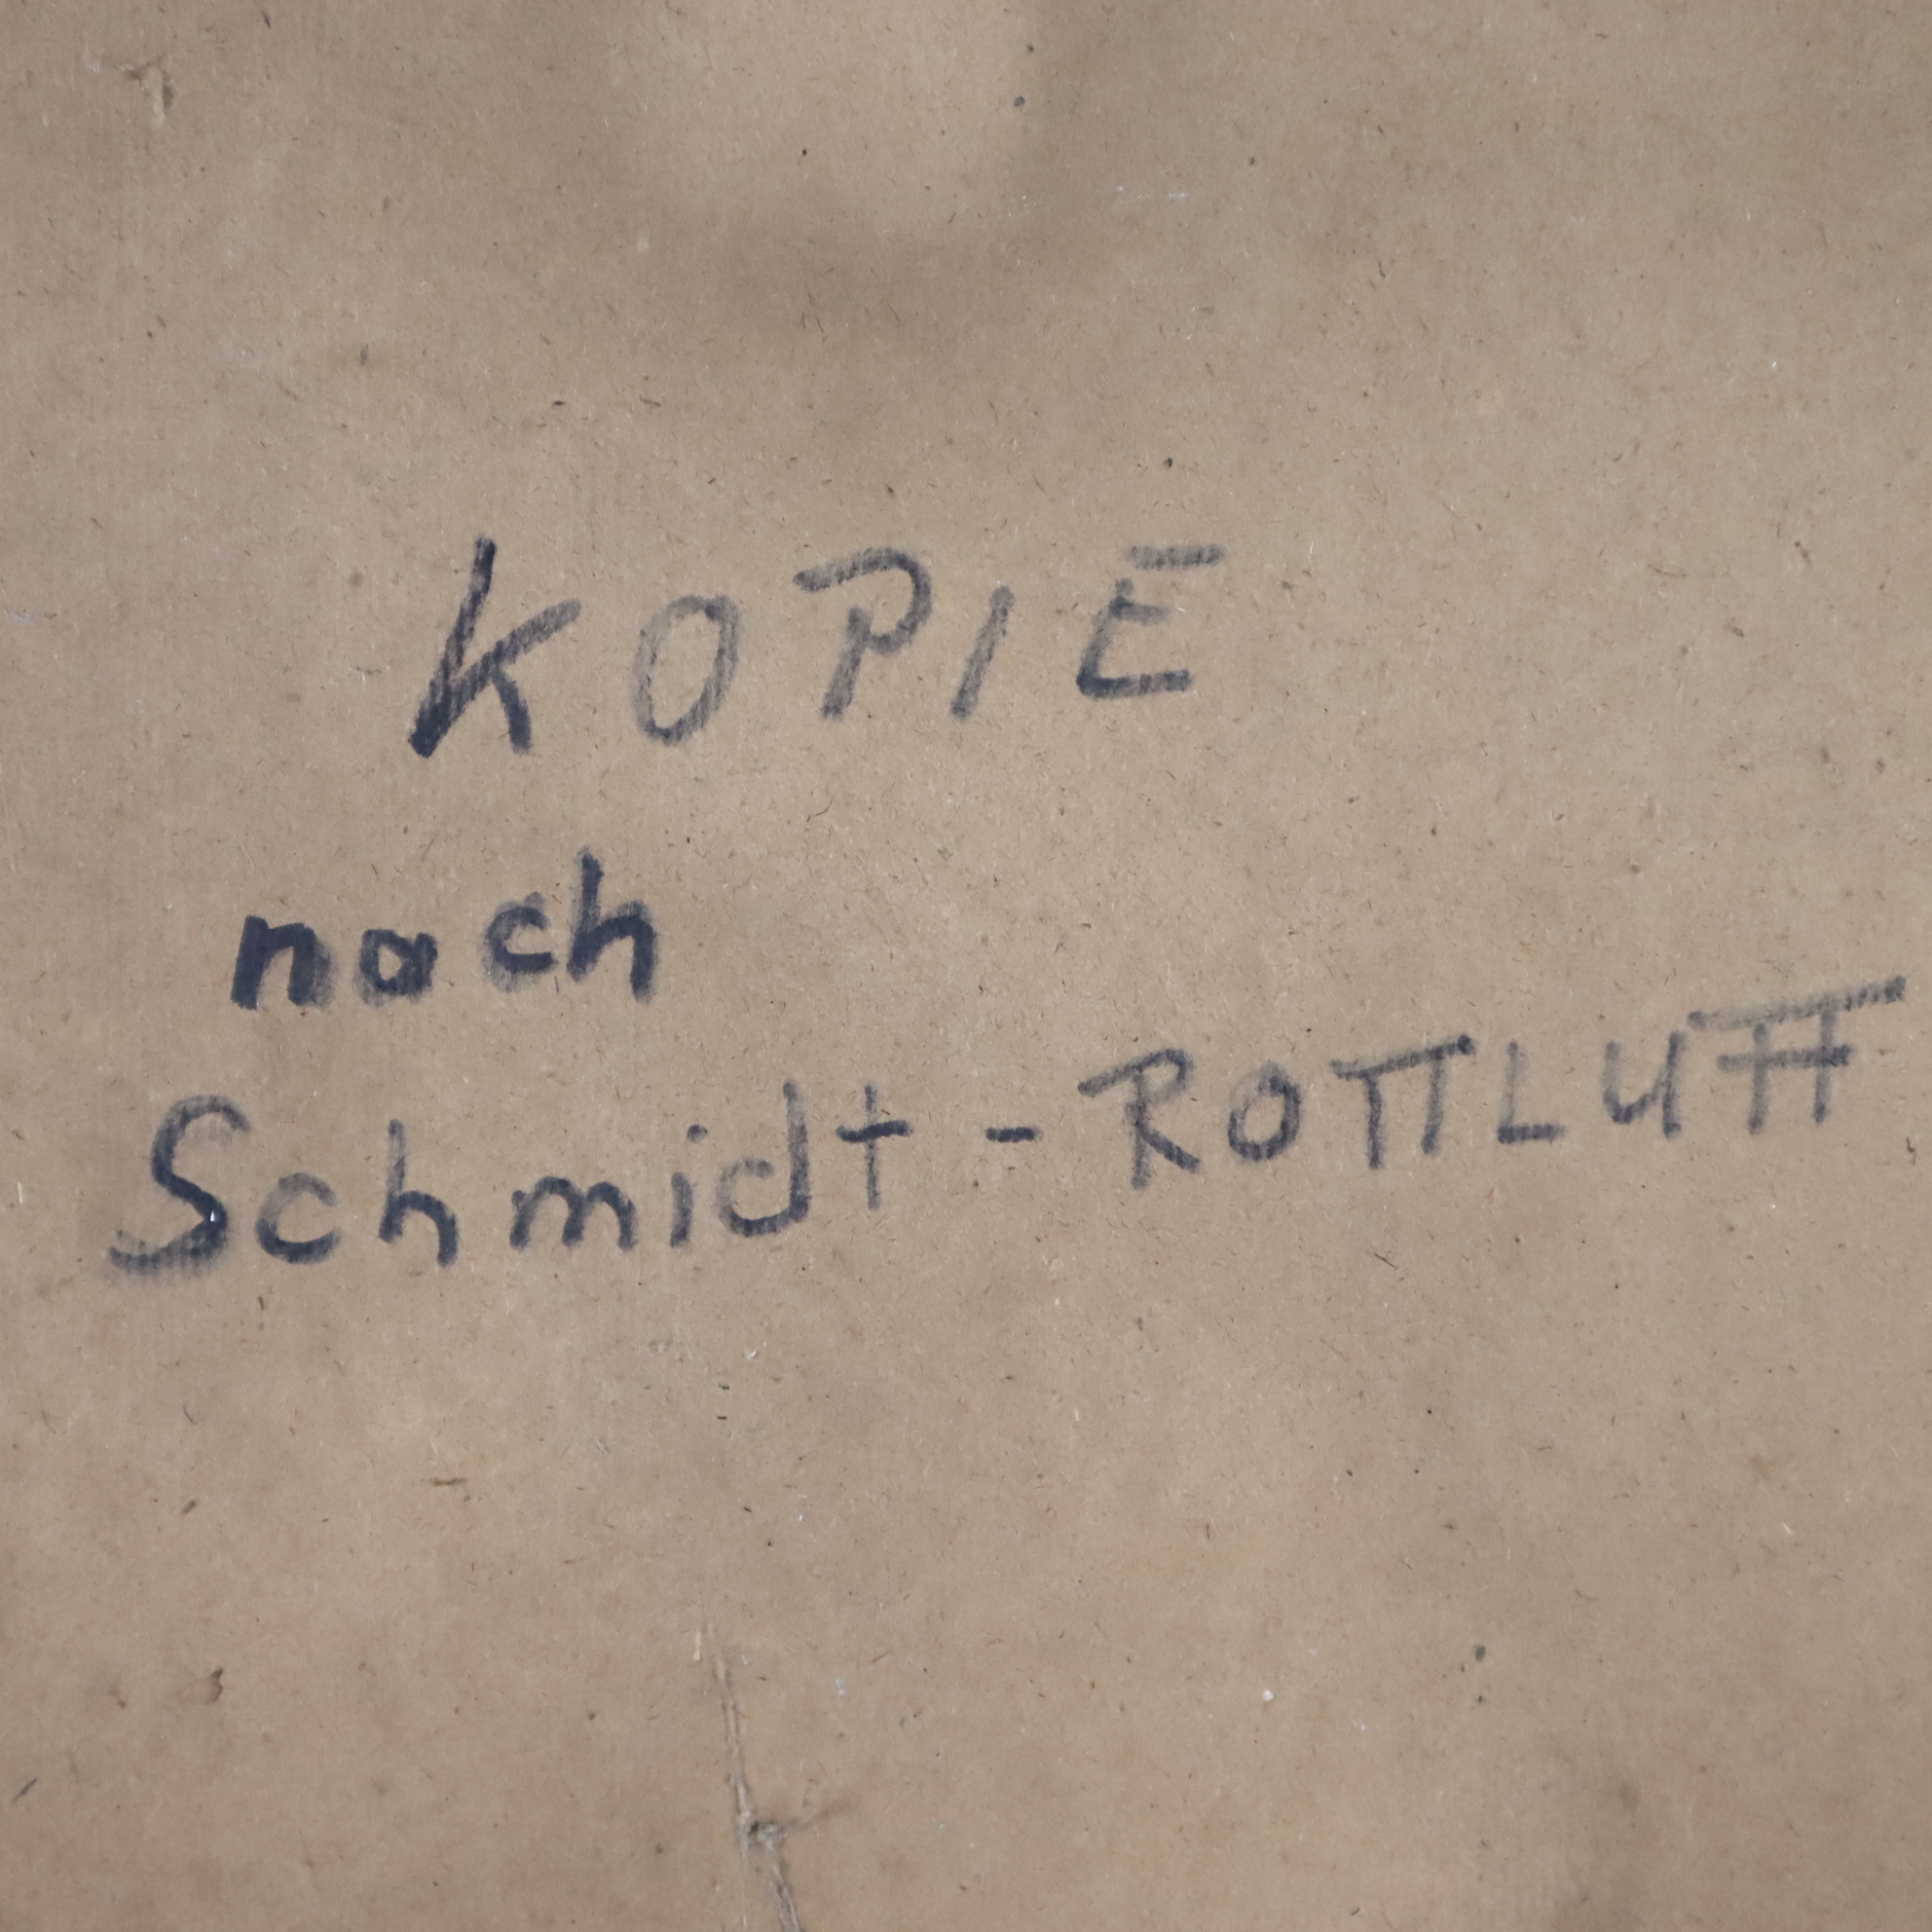 KOPIE
nach
Schmidt - ROTTLUFF